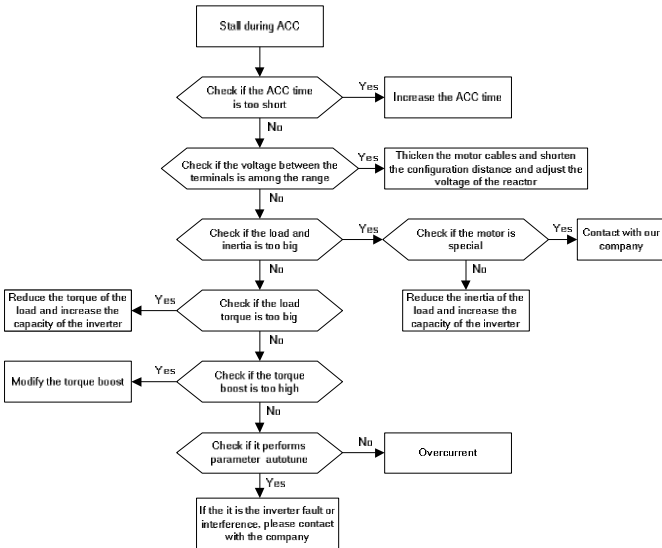 Stall during ACC
Check if the ACC time
is too short
Yes
Increase the ACC time
No
Check if the voltage between the
terminals is among the range
Yes
Thicken the motor cables and shorten
the configuration distance and adjust the
voltage of the reactor
No
Check if the load and
inertia is too big
Yes
Check if the motor is
special
Yes
Contact with our
company
No
No
Reduce the torque of the
load and increase the
capacity of the inverter
Yes
Check if the load
torque is too big
Reduce the inertia of the
load and increase the
capacity of the inverter
No
Modify the torque boost
Yes
Check if the torque
boost is too high
No
Check if it performs
parameter autotune
No
Overcurrent
Yes
If the it is the inverter fault or
interference, please contact
with the company